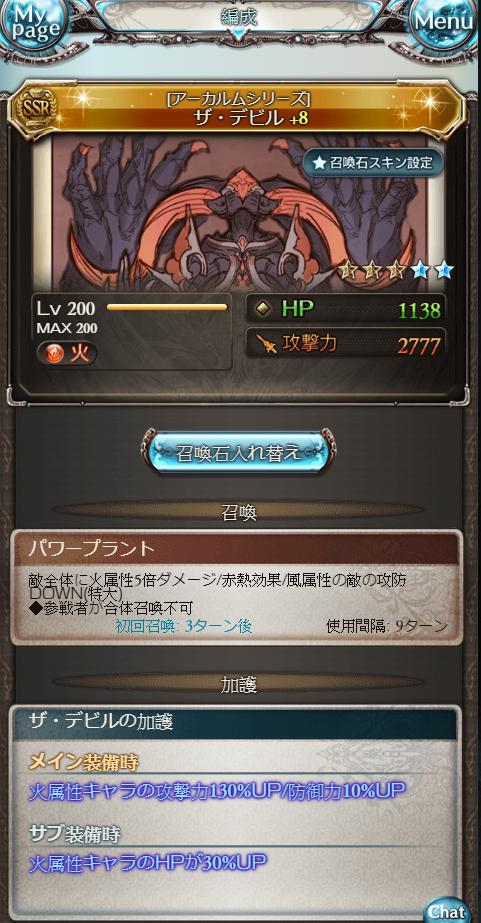 My
page
編成
Menu
SSR
[アーカルムシリーズ]
ザ・デビル +8
★召喚石スキン設定
Lv 200
MAX 200
火
HP 1138
攻撃力 2777
召喚石入れ替え
召喚
パワープラント
敵全体に火属性5倍ダメージ/赤熱効果/風属性の敵の攻防
DOWN(特大)
◆参戦者が合体召喚不可
初回召喚: 3ターン後 使用間隔: 9ターン
加護
ザ・デビルの加護
メイン装備時
火属性キャラの攻撃力130%UP/防御力10%UP
サブ装備時
火属性キャラのHPが30%UP
Chat